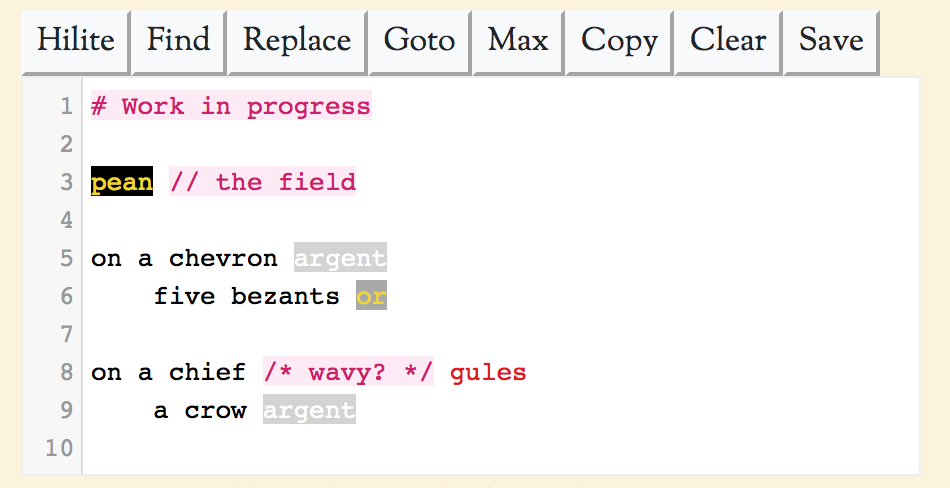 Hilite Find Replace Goto Max Copy Clear Save
1 # Work in progress
2
3 pean // the field
4
5 on a chevron argent
6 five bezants or
7
8 on a chief /* wavy? */ gules
9 a crow argent
10